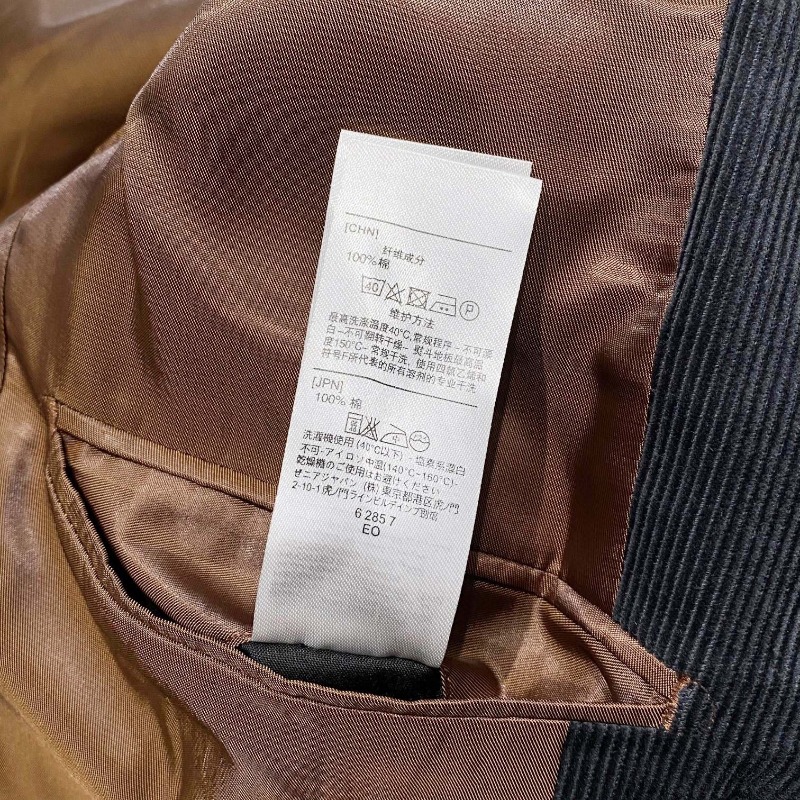 [CHN]
纤维成分
100%棉
40
P
维护方法
最高洗涤温度40°C,常规程序–不可漂
白–不可翻转干燥– 熨斗地板最高温
度150°C– 常规干洗, 使用四氯乙烯和
符号F所代表的所有溶剂的专业干洗
[JPN]
100% 棉
40
中
洗濯機使用 (40°C以下)– 塩素系漂白
不可-アイロン中温(140°C~160°C)-
乾燥機のご使用はお避けください
ゼニアジャパン (株) 東京都港区虎ノ門
2-10-1 虎ノ門ラインビルディング別館
6 285 7
EO